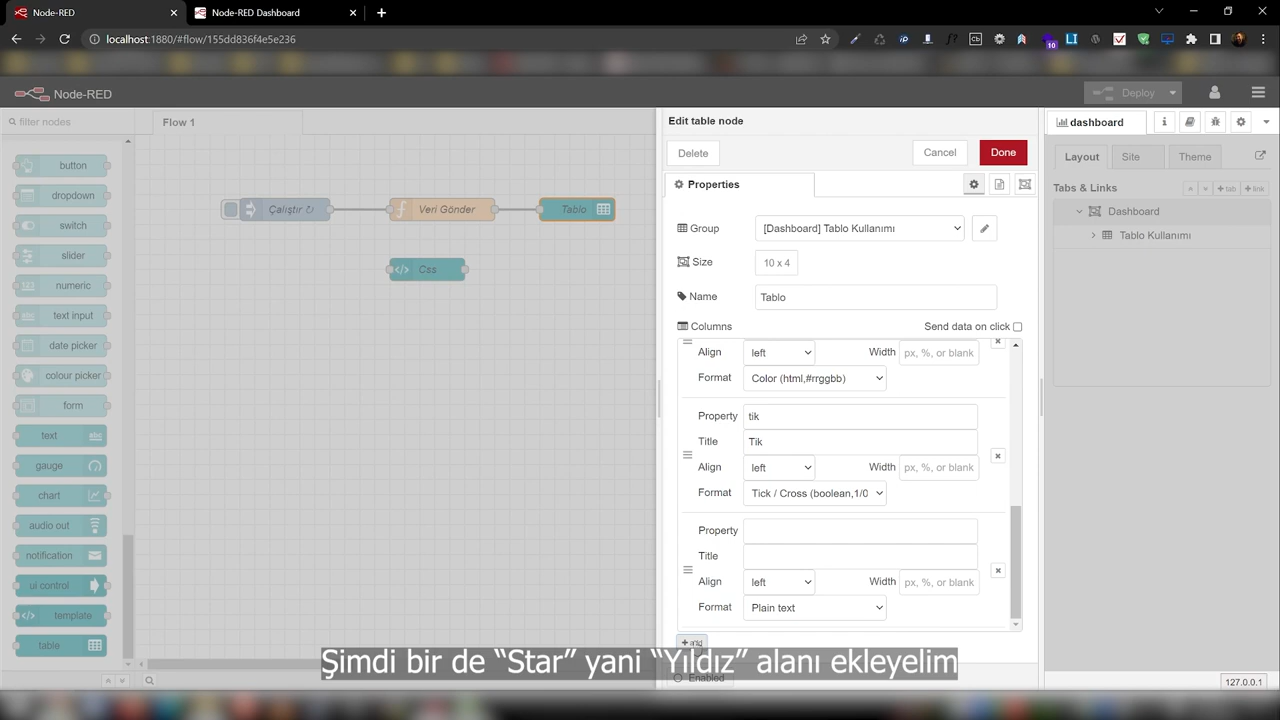 Node-RED
Node-RED Dashboard
localhost:1880/#flow/155dd836f4e5e236
10
Node-RED
Deploy
filter nodes
Flow 1
button
dropdown
switch
slider
numeric
text input
date picker
colour picker
form
text
gauge
chart
audio out
notification
ui control
template
table
Çalıştır ↻
Veri Gönder
Tablo
Css
Edit table node
Delete
Cancel
Done
Properties
Group
[Dashboard] Tablo Kullanımı
Size
10 x 4
Name
Tablo
Columns
Send data on click
Align
left
Width
px, %, or blank
Format
Color (html,#rrggbb)
Property
tik
Title
Tik
Align
left
Width
px, %, or blank
Format
Tick / Cross (boolean,1/0
Property
Title
Align
left
Width
px, %, or blank
Format
Plain text
+ add
Enabled
dashboard
Layout
Site
Theme
Tabs & Links
+ tab
+ link
Dashboard
Tablo Kullanımı
127.0.0.1
Şimdi bir de “Star” yani “Yıldız” alanı ekleyelim